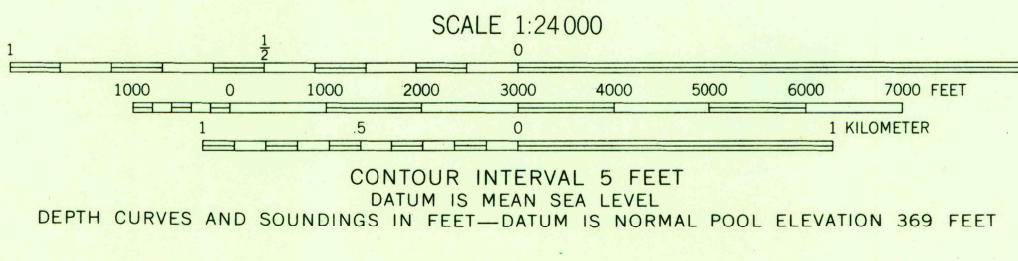 SCALE 1:24 000
1 ½ 0
1000 0 1000 2000 3000 4000 5000 6000 7000 FEET
1 .5 0 1 KILOMETER
CONTOUR INTERVAL 5 FEET
DATUM IS MEAN SEA LEVEL
DEPTH CURVES AND SOUNDINGS IN FEET—DATUM IS NORMAL POOL ELEVATION 369 FEET